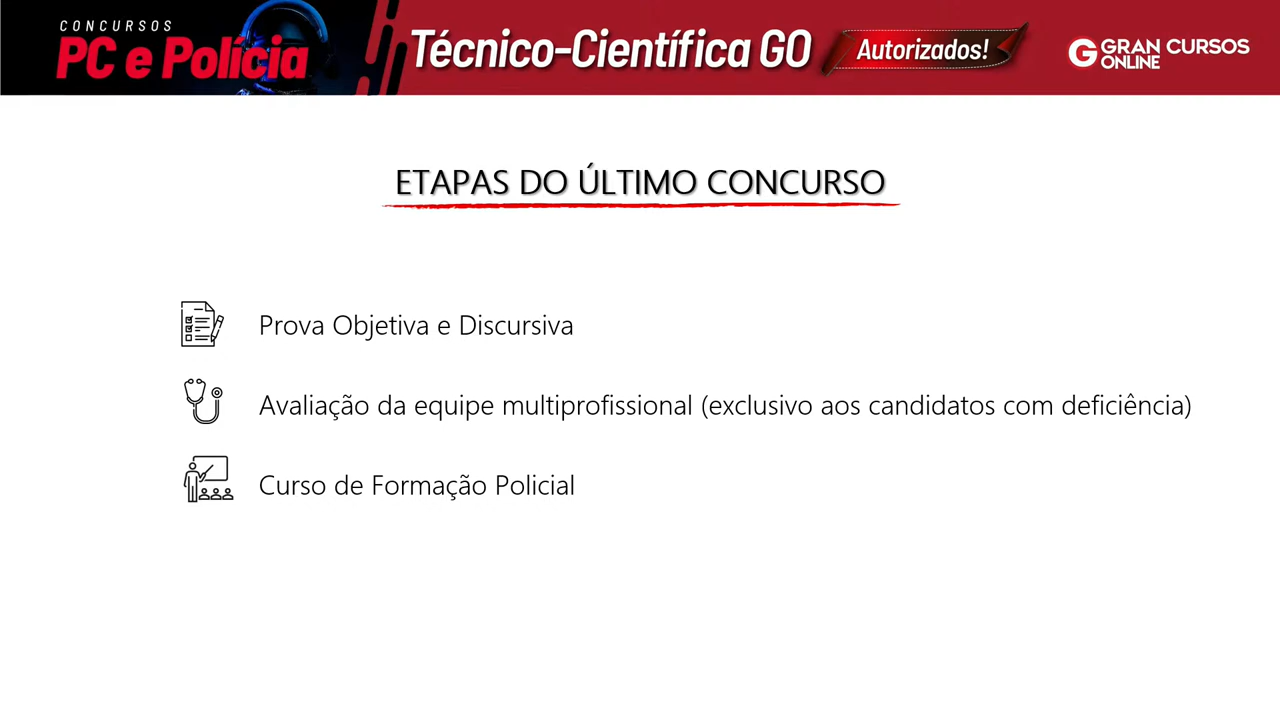 CONCURSOS
PC e Polícia
Técnico-Científica GO
Autorizados!
GRAN CURSOS
ONLINE
ETAPAS DO ÚLTIMO CONCURSO
Prova Objetiva e Discursiva
Avaliação da equipe multiprofissional (exclusivo aos candidatos com deficiência)
Curso de Formação Policial